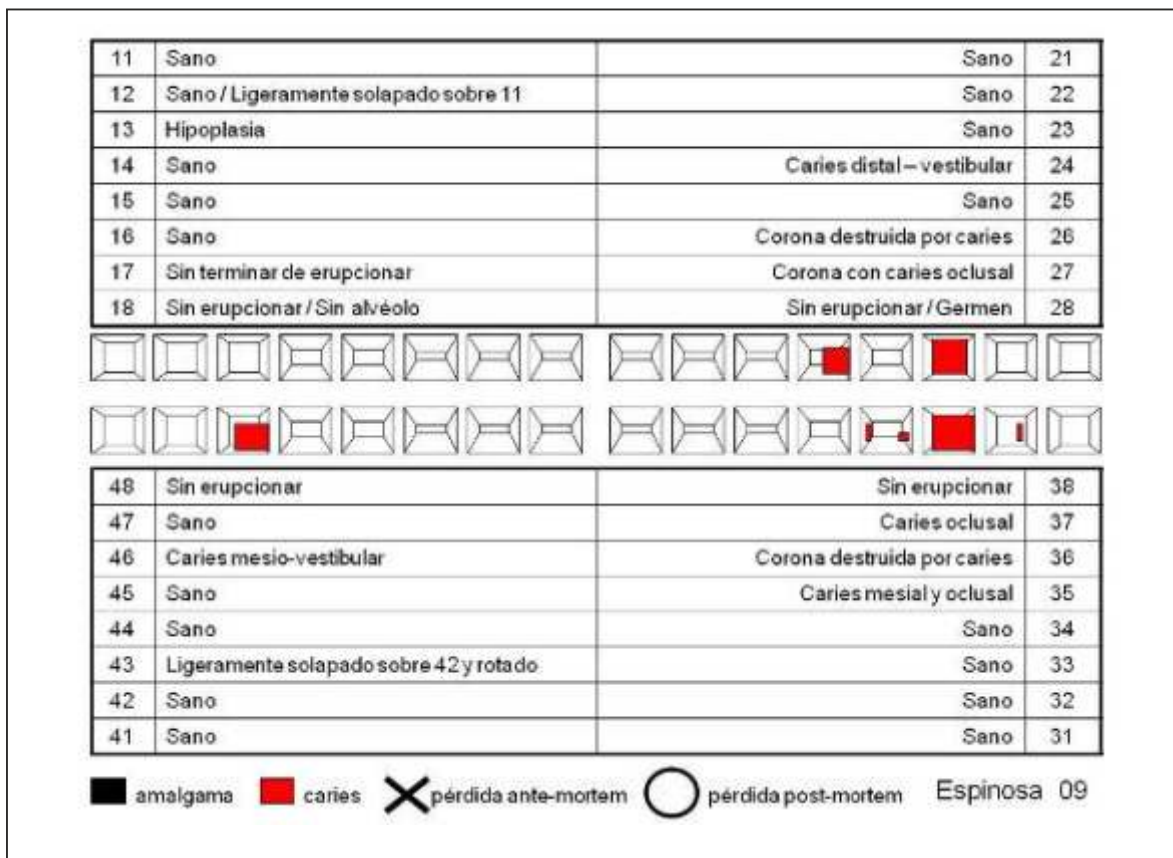 11 Sano Sano 21
12 Sano / Ligeramente solapado sobre 11 Sano 22
13 Hipoplasia Sano 23
14 Sano Caries distal – vestibular 24
15 Sano Sano 25
16 Sano Corona destruida por caries 26
17 Sin terminar de erupcionar Corona con caries oclusal 27
18 Sin erupcionar / Sin alvéolo Sin erupcionar / Germen 28
48 Sin erupcionar Sin erupcionar 38
47 Sano Caries oclusal 37
46 Caries mesio-vestibular Corona destruida por caries 36
45 Sano Caries mesial y oclusal 35
44 Sano Sano 34
43 Ligeramente solapado sobre 42 y rotado Sano 33
42 Sano Sano 32
41 Sano Sano 31
amalgama caries pérdida ante-mortem pérdida post-mortem Espinosa 09